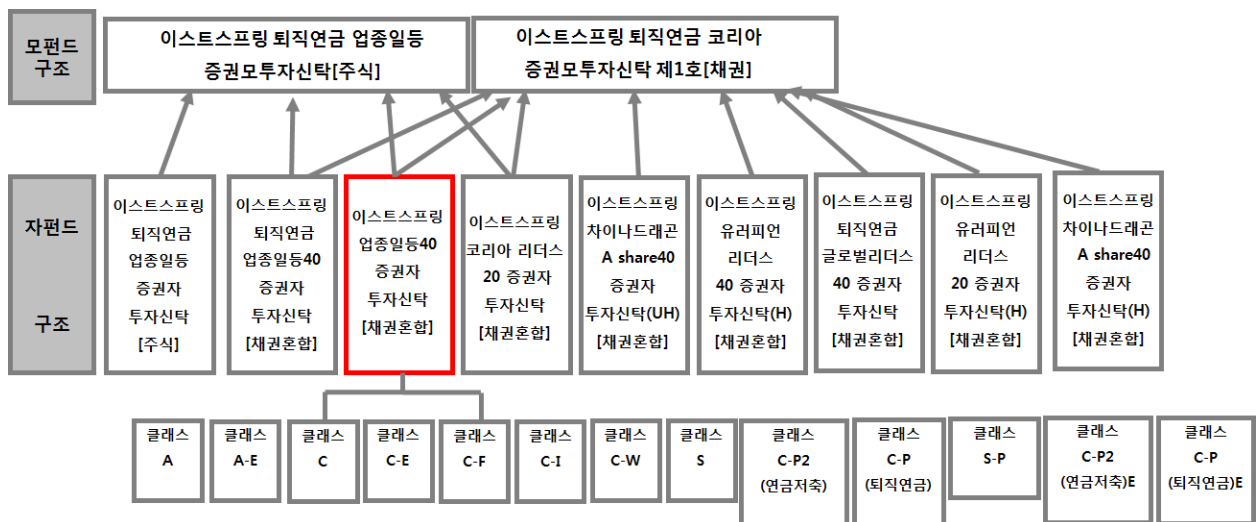 모펀드
구조
이스트스프링 퇴직연금 업종일등
증권모투자신탁[주식]
이스트스프링 퇴직연금 코리아
증권모투자신탁 제1호[채권]
자펀드
구조
이스트스프링
퇴직연금
업종일등
증권자
투자신탁
[주식]
이스트스프링
퇴직연금
업종일등40
증권자
투자신탁
[채권혼합]
이스트스프링
업종일등40
증권자
투자신탁
[채권혼합]
이스트스프링
코리아 리더스
20 증권자
투자신탁
[채권혼합]
이스트스프링
차이나드래곤
A share40
증권자
투자신탁(UH)
[채권혼합]
이스트스프링
유러피언
리더스
40 증권자
투자신탁(H)
[채권혼합]
이스트스프링
퇴직연금
글로벌리더스
40 증권자
투자신탁
[채권혼합]
이스트스프링
유러피언
리더스
20 증권자
투자신탁(H)
[채권혼합]
이스트스프링
차이나드래곤
A share40
증권자
투자신탁(H)
[채권혼합]
클래스
A
클래스
A-E
클래스
C
클래스
C-E
클래스
C-F
클래스
C-I
클래스
C-W
클래스
S
클래스
C-P2
(연금저축)
클래스
C-P
(퇴직연금)
클래스
S-P
클래스
C-P2
(연금저축)E
클래스
C-P
(퇴직연금)E